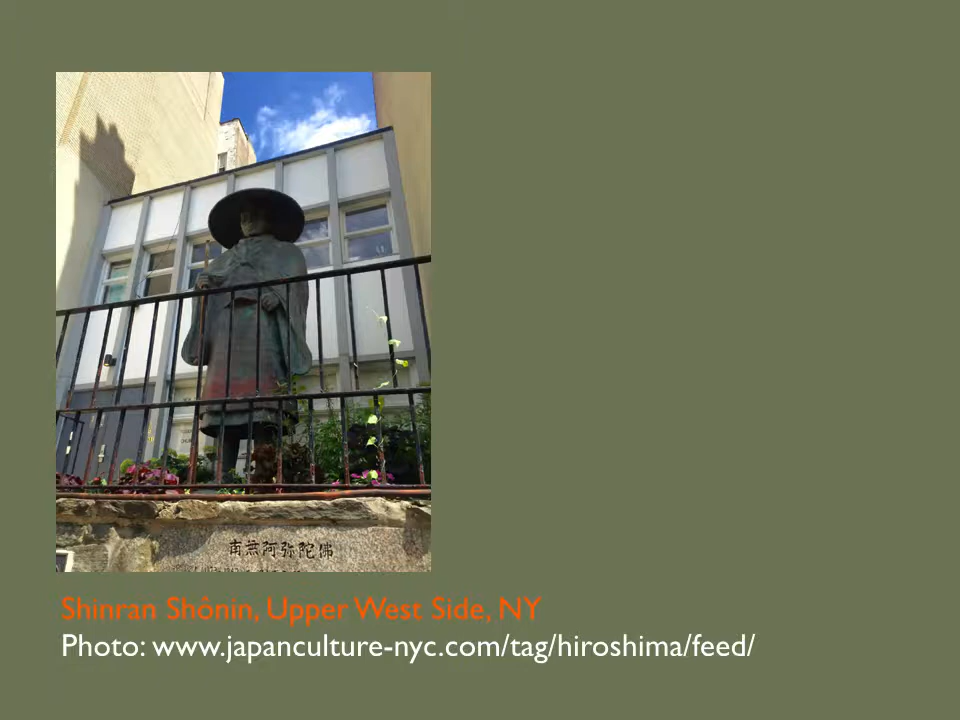 南無阿弥陀佛
Shinran Shônin, Upper West Side, NY
Photo: www.japanculture-nyc.com/tag/hiroshima/feed/